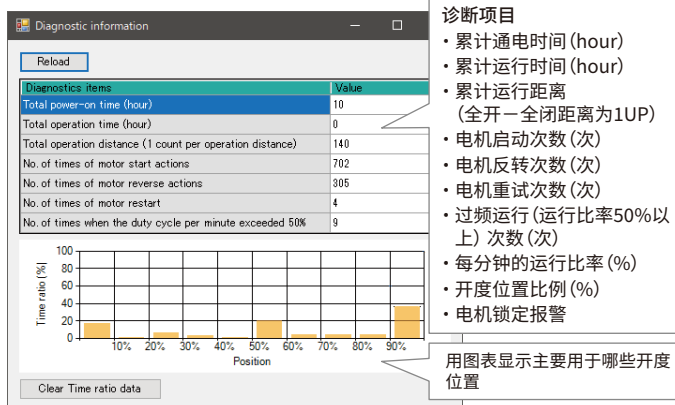 Diagnostic information
Reload
Diagnostics items Value
Total power-on time (hour) 10
Total operation time (hour) 0
Total operation distance (1 count per operation distance) 140
No. of times of motor start actions 702
No. of times of motor reverse actions 305
No. of times of motor restart 4
No. of times when the duty cycle per minute exceeded 50% 9
Time ratio (%)
100
80
60
40
20
0
10% 20% 30% 40% 50% 60% 70% 80% 90%
Position
Clear Time ratio data
诊断项目
・累计通电时间(hour)
・累计运行时间(hour)
・累计运行距离
(全开-全闭距离为1UP)
・电机启动次数(次)
・电机反转次数(次)
・电机重试次数(次)
・过频运行(运行比率50%以
上) 次数(次)
・每分钟的运行比率(%)
・开度位置比例(%)
・电机锁定报警
用图表显示主要用于哪些开度
位置